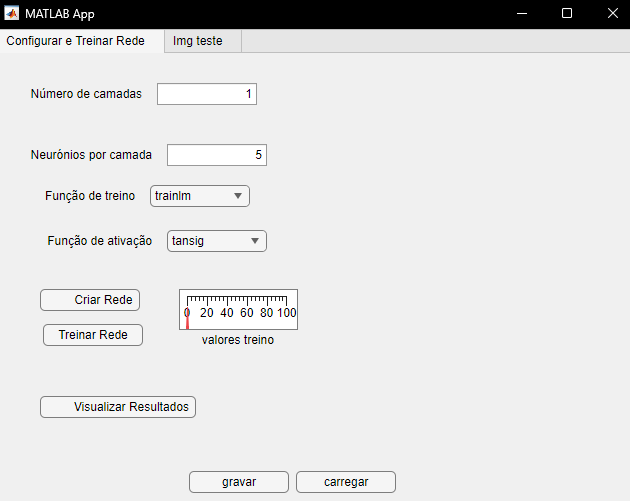 MATLAB App
Configurar e Treinar Rede Img teste
Número de camadas 1
Neurónios por camada 5
Função de treino trainlm
Função de ativação tansig
Criar Rede
0 20 40 60 80 100
Treinar Rede
valores treino
Visualizar Resultados
gravar carregar